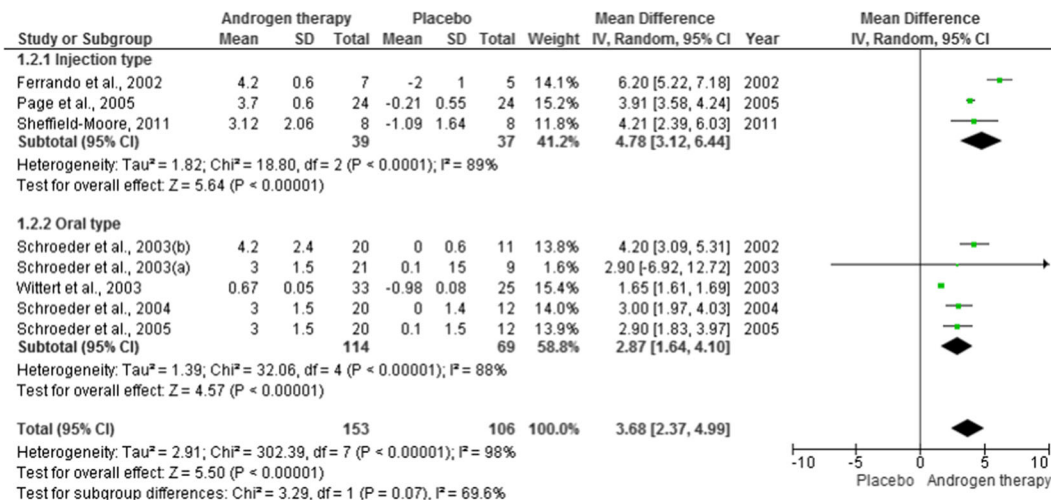 Androgen therapy Placebo Mean Difference Mean Difference
Study or Subgroup Mean SD Total Mean SD Total Weight IV, Random, 95% CI Year IV, Random, 95% CI
1.2.1 Injection type
Ferrando et al., 2002 4.2 0.6 7 -2 1 5 14.1% 6.20 [5.22, 7.18] 2002
Page et al., 2005 3.7 0.6 24 -0.21 0.55 24 15.2% 3.91 [3.58, 4.24] 2005
Sheffield-Moore, 2011 3.12 2.06 8 -1.09 1.64 8 11.8% 4.21 [2.39, 6.03] 2011
Subtotal (95% CI) 39 37 41.2% 4.78 [3.12, 6.44]
Heterogeneity: Tau² = 1.82; Chi² = 18.80, df = 2 (P < 0.0001); I² = 89%
Test for overall effect: Z = 5.64 (P < 0.00001)
1.2.2 Oral type
Schroeder et al., 2003(b) 4.2 2.4 20 0 0.6 11 13.8% 4.20 [3.09, 5.31] 2002
Schroeder et al., 2003(a) 3 1.5 21 0.1 15 9 1.6% 2.90 [-6.92, 12.72] 2003
Wittert et al., 2003 0.67 0.05 33 -0.98 0.08 25 15.4% 1.65 [1.61, 1.69] 2003
Schroeder et al., 2004 3 1.5 20 0 1.4 12 14.0% 3.00 [1.97, 4.03] 2004
Schroeder et al., 2005 3 1.5 20 0.1 1.5 12 13.9% 2.90 [1.83, 3.97] 2005
Subtotal (95% CI) 114 69 58.8% 2.87 [1.64, 4.10]
Heterogeneity: Tau² = 1.39; Chi² = 32.06, df = 4 (P < 0.00001); I² = 88%
Test for overall effect: Z = 4.57 (P < 0.00001)
Total (95% CI) 153 106 100.0% 3.68 [2.37, 4.99]
Heterogeneity: Tau² = 2.91; Chi² = 302.39, df = 7 (P < 0.00001); I² = 98%
Test for overall effect: Z = 5.50 (P < 0.00001)
Test for subgroup differences: Chi² = 3.29, df = 1 (P = 0.07), I² = 69.6%
-10 -5 0 5 10
Placebo Androgen therapy